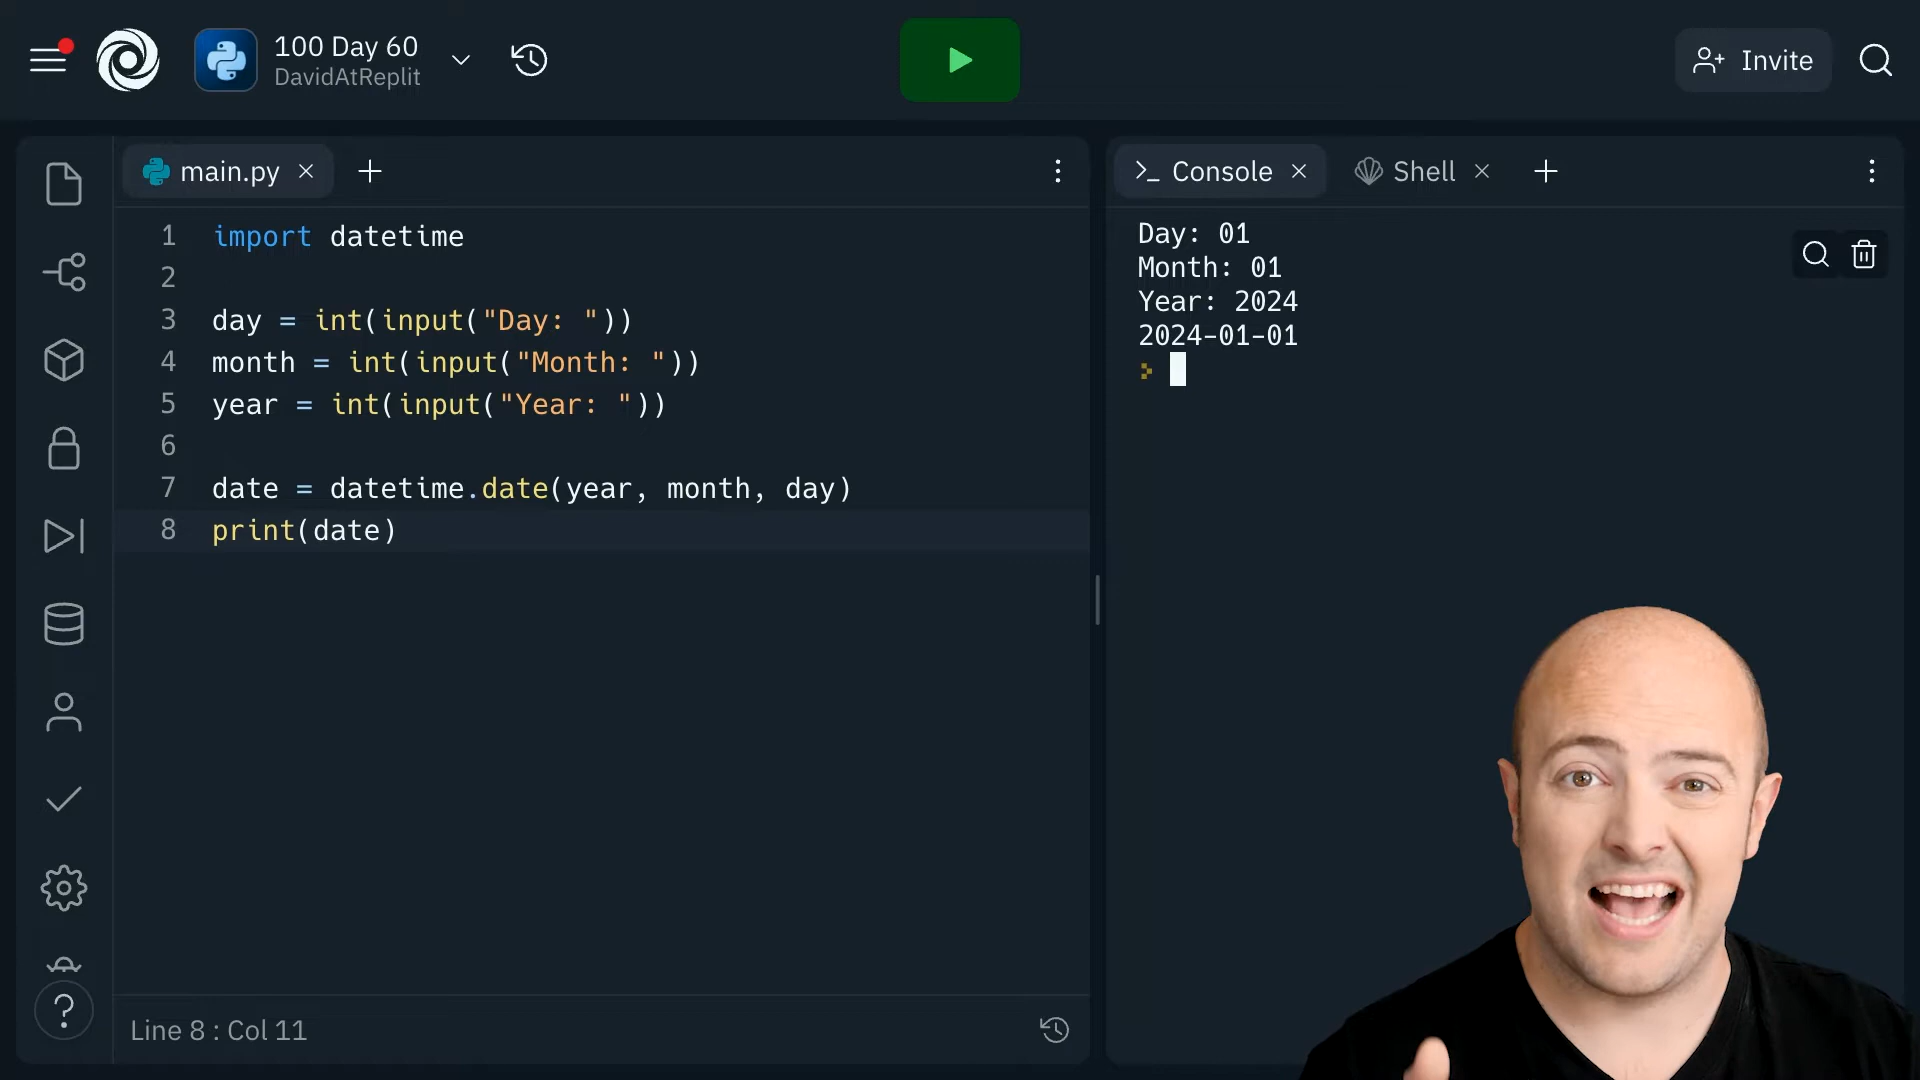 100 Day 60
DavidAtReplit
Invite
main.py
1 import datetime
2
3 day = int(input("Day: "))
4 month = int(input("Month: "))
5 year = int(input("Year: "))
6
7 date = datetime.date(year, month, day)
8 print(date)
Line 8 : Col 11
Console
Shell
Day: 01
Month: 01
Year: 2024
2024-01-01